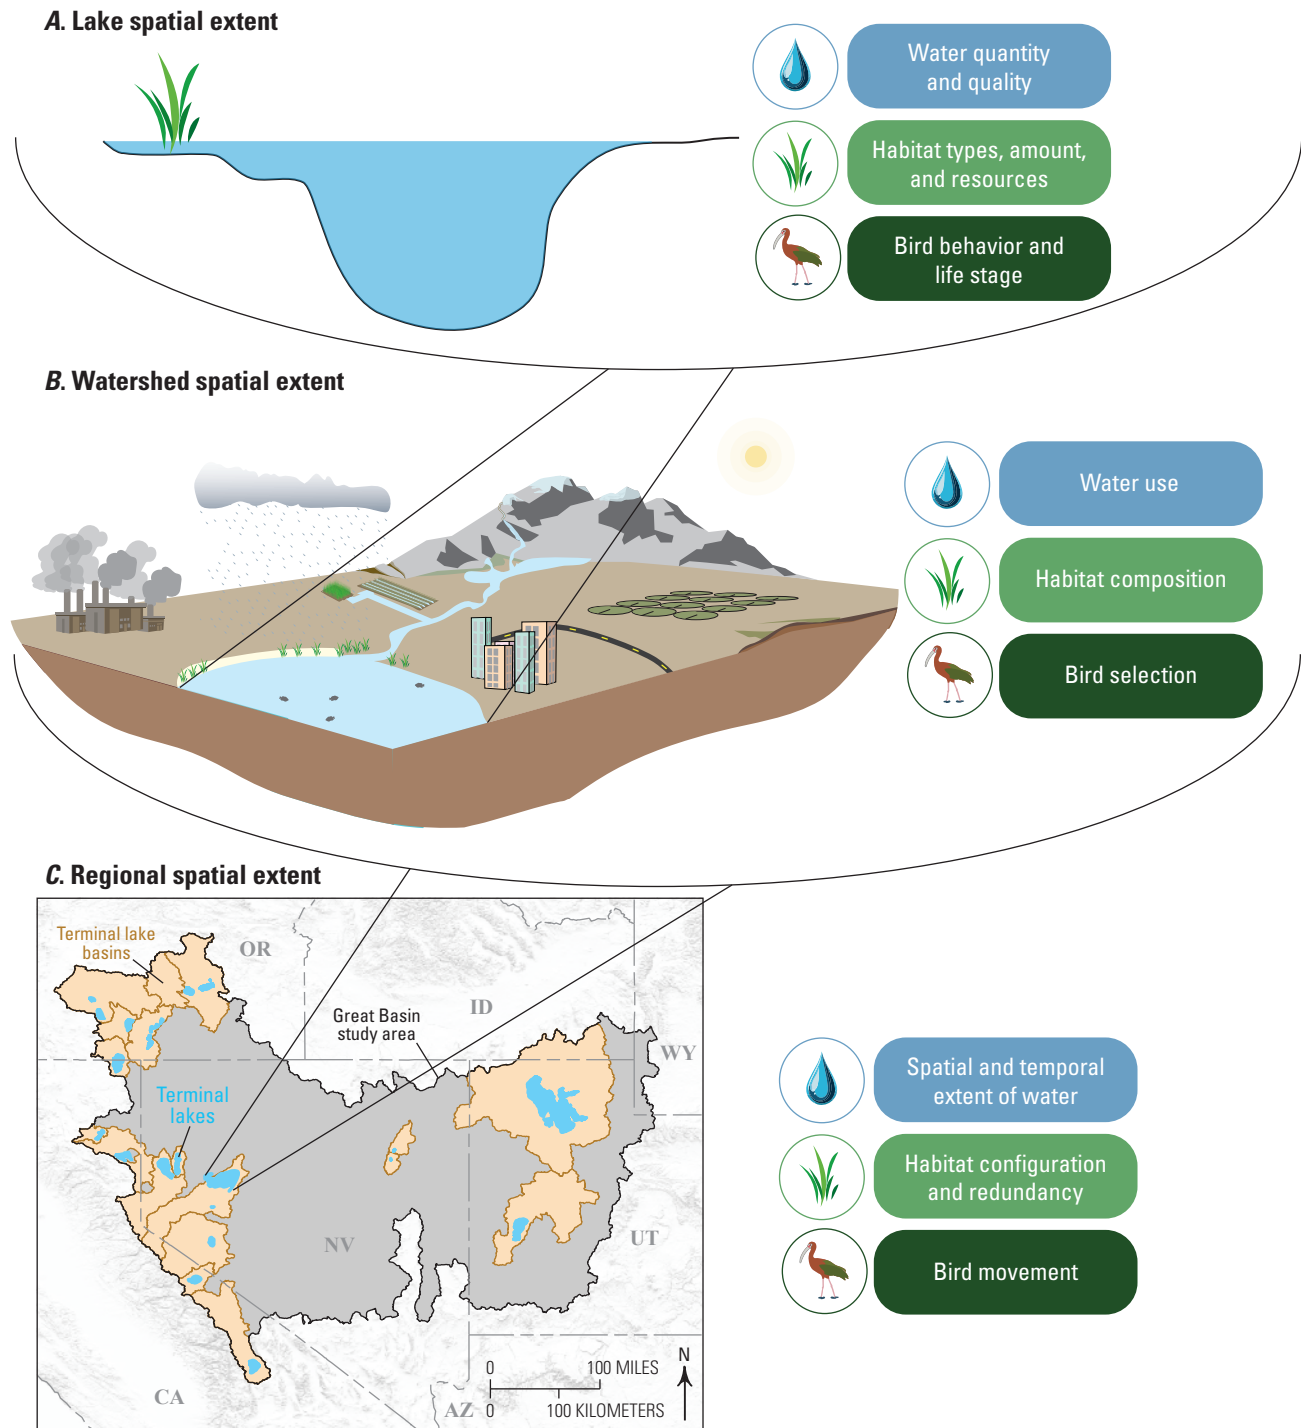 A. Lake spatial extent
Water quantity
and quality
Habitat types, amount,
and resources
Bird behavior and
life stage
B. Watershed spatial extent
Water use
Habitat composition
Bird selection
C. Regional spatial extent
Terminal lake
basins
OR
ID
Great Basin
study area
WY
Terminal
lakes
NV
UT
CA
AZ
0 100 MILES
0 100 KILOMETERS
N
Spatial and temporal
extent of water
Habitat configuration
and redundancy
Bird movement